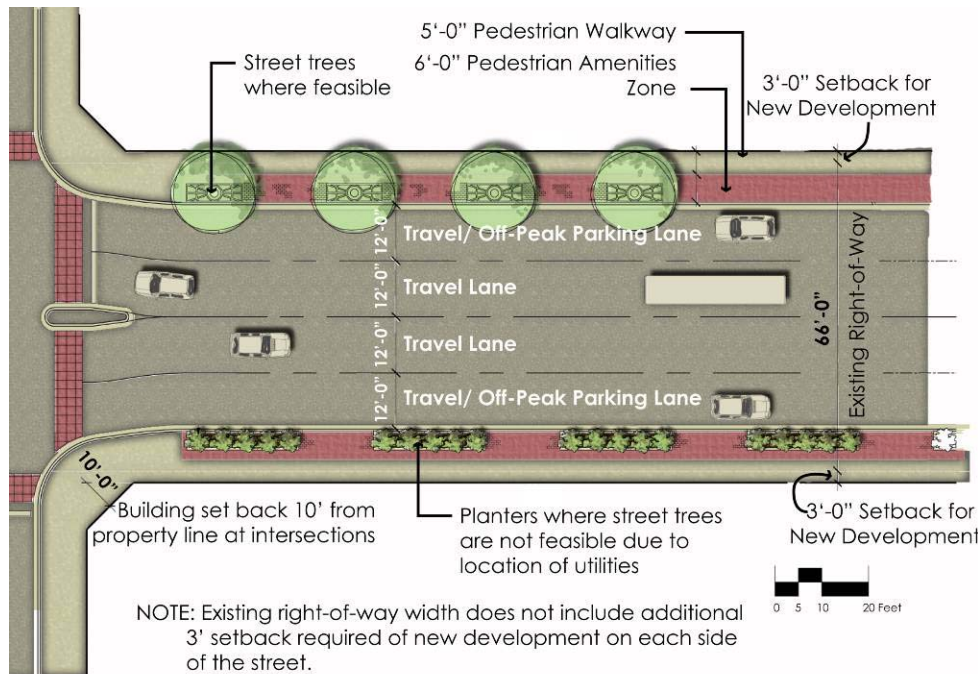 5‘-0” Pedestrian Walkway
6‘-0” Pedestrian Amenities
Zone
Street trees
where feasible
3‘-0” Setback for
New Development
12’-0”
Travel/ Off-Peak Parking Lane
12’-0”
Travel Lane
12’-0”
Travel Lane
12’-0”
Travel/ Off-Peak Parking Lane
66’-0”
Existing Right-of-Way
10’-0”
Building set back 10’ from
property line at intersections
Planters where street trees
are not feasible due to
location of utilities
3‘-0” Setback for
New Development
0 5 10 20 Feet
NOTE: Existing right-of-way width does not include additional
3’ setback required of new development on each side
of the street.